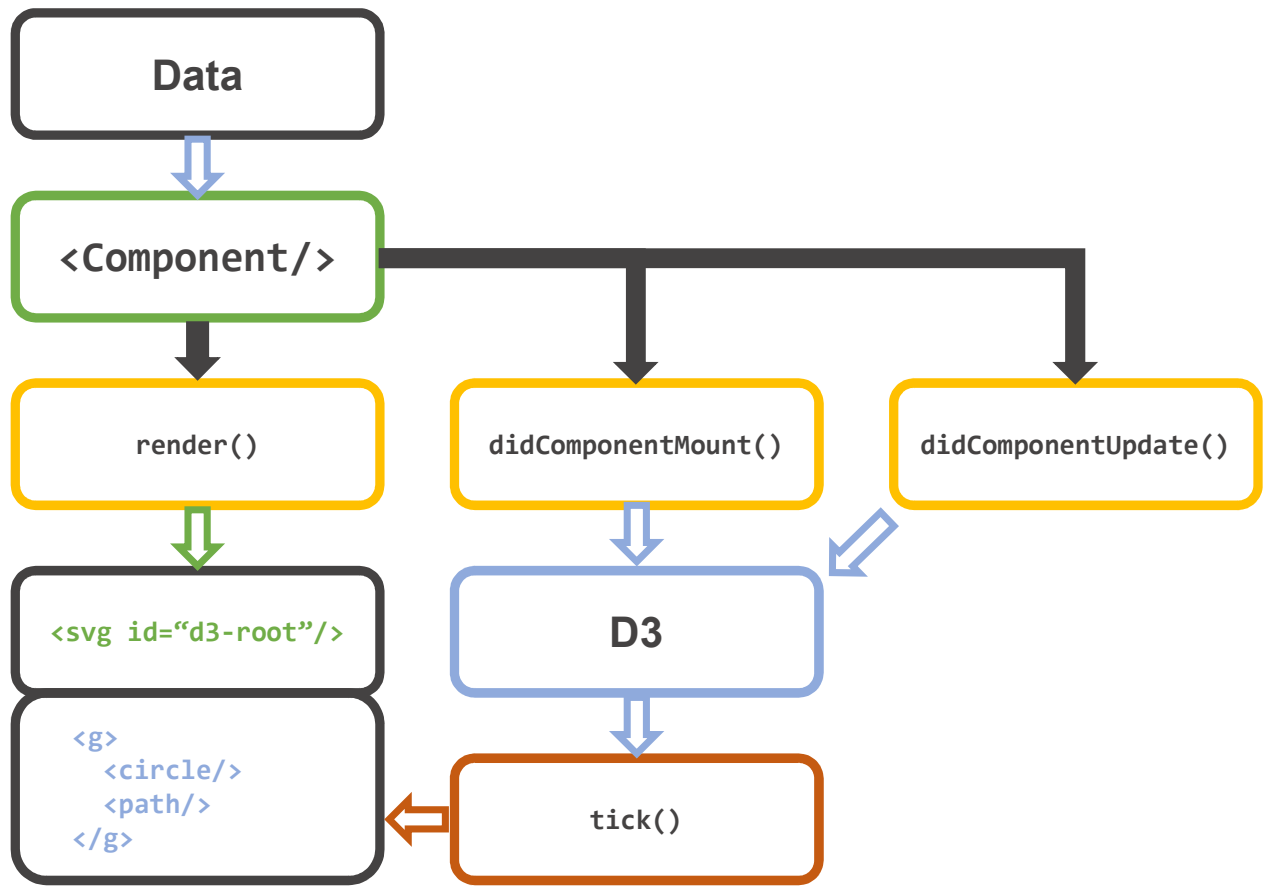 Data
<Component/>
render()
didComponentMount()
didComponentUpdate()
<svg id=“d3-root”/>
D3
<g>
<circle/>
<path/>
</g>
tick()